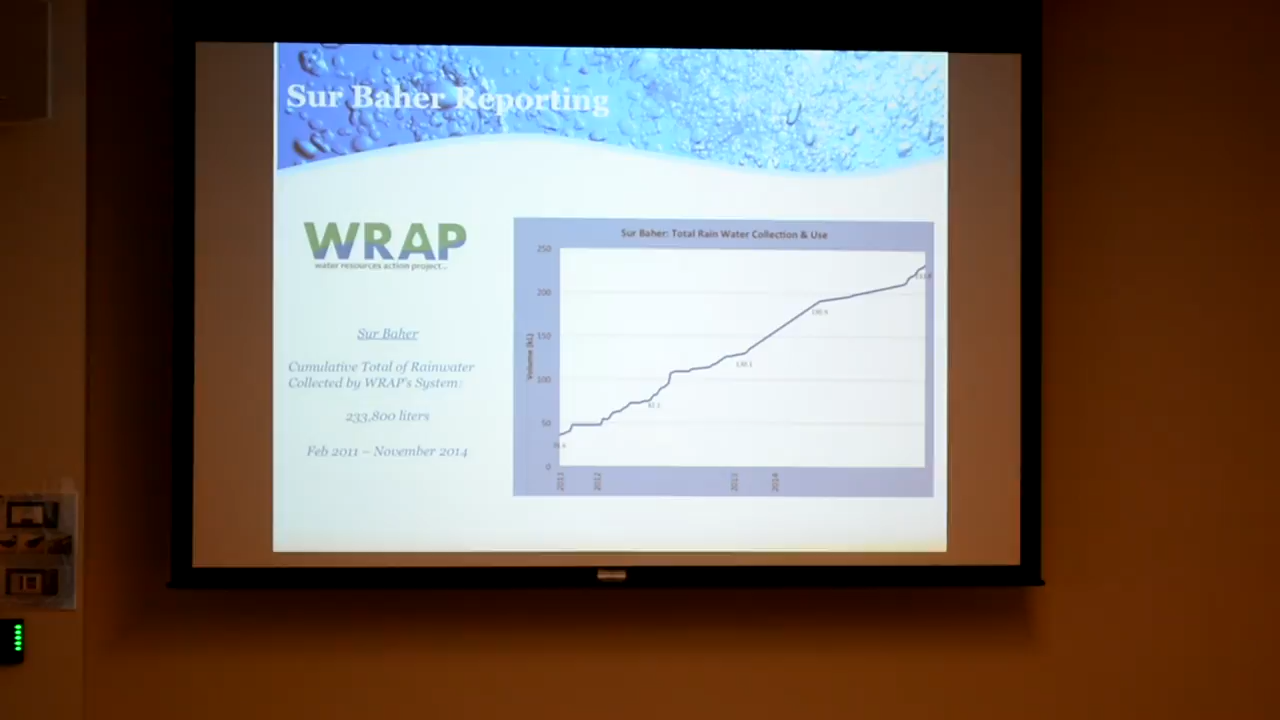 Sur Baher Reporting
WRAP
water resources action project...
Sur Baher
Cumulative Total of Rainwater
Collected by WRAP's System:
233,800 liters
Feb 2011 – November 2014
Sur Baher: Total Rain Water Collection & Use
Volume (kL)
250
200
150
100
50
0
130.1
2011
2012
2013
2014